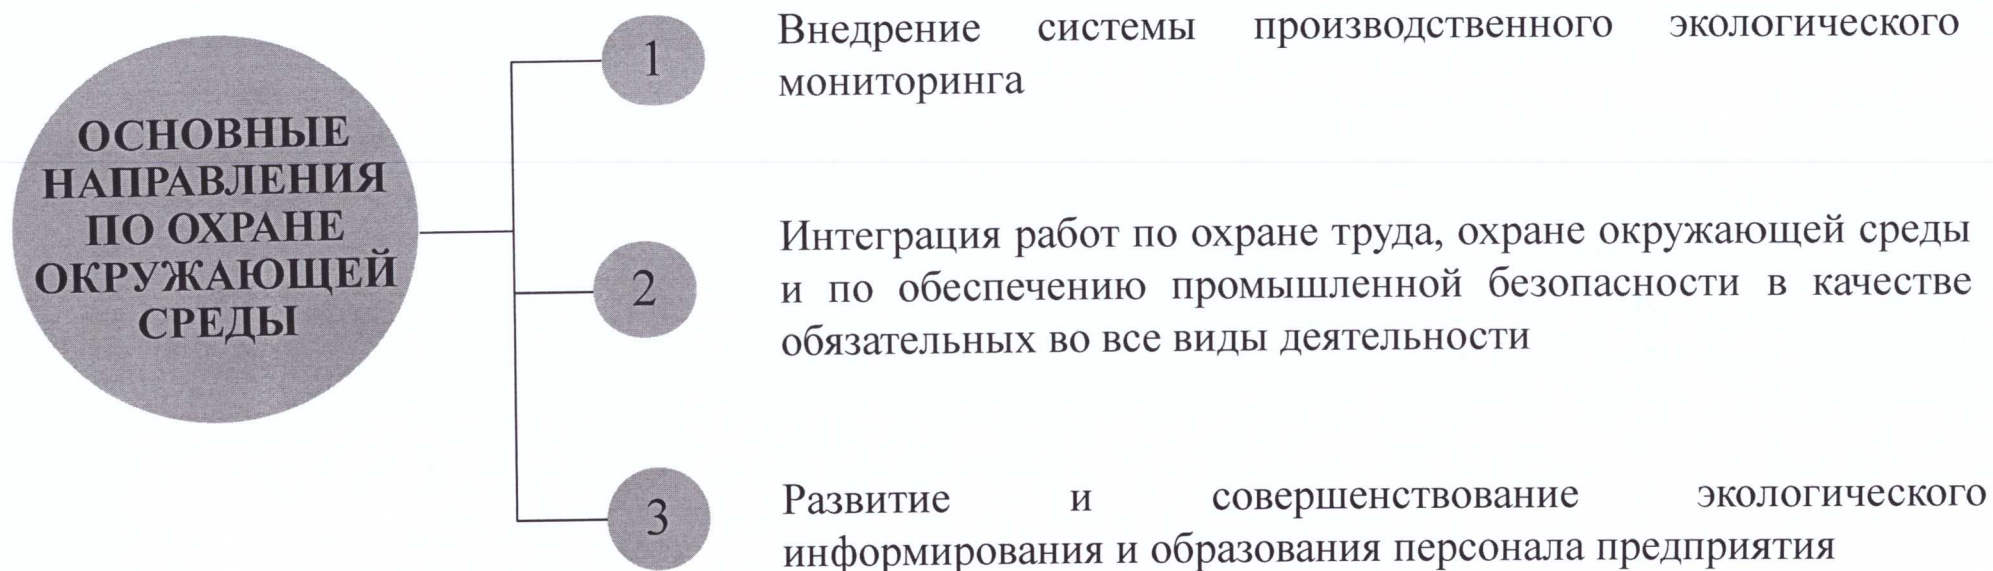 ОСНОВНЫЕ
НАПРАВЛЕНИЯ
ПО ОХРАНЕ
ОКРУЖАЮЩЕЙ
СРЕДЫ
1
Внедрение системы производственного экологического
мониторинга
2
Интеграция работ по охране труда, охране окружающей среды
и по обеспечению промышленной безопасности в качестве
обязательных во все виды деятельности
3
Развитие и совершенствование экологического
информирования и образования персонала предприятия